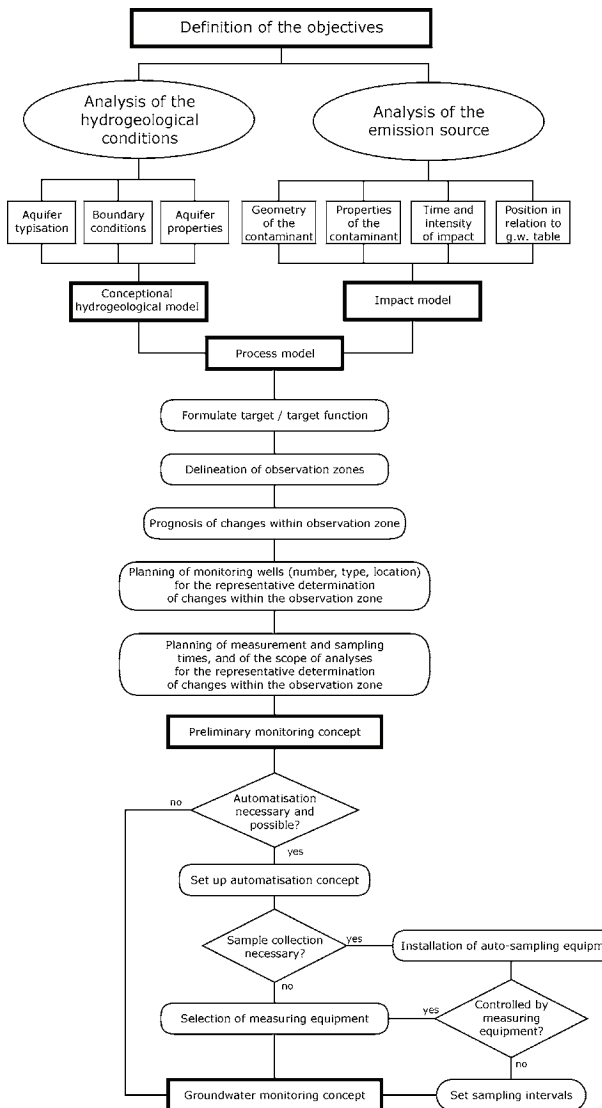 Definition of the objectives
Analysis of the
hydrogeological
conditions
Analysis of the
emission source
Aquifer
typisation
Boundary
conditions
Aquifer
properties
Geometry
of the
contaminant
Properties
of the
contaminant
Time and
intensity
of impact
Position in
relation to
g.w. table
Conceptional
hydrogeological model
Impact model
Process model
Formulate target / target function
Delineation of observation zones
Prognosis of changes within observation zone
Planning of monitoring wells (number, type, location)
for the representative determination
of changes within the observation zone
Planning of measurement and sampling
times, and of the scope of analyses
for the representative determination
of changes within the observation zone
Preliminary monitoring concept
no
Automatisation
necessary and
possible?
yes
Set up automatisation concept
Sample collection
necessary?
yes
Installation of auto-sampling equipm
no
Selection of measuring equipment
yes
Controlled by
measuring
equipment?
no
Groundwater monitoring concept
Set sampling intervals